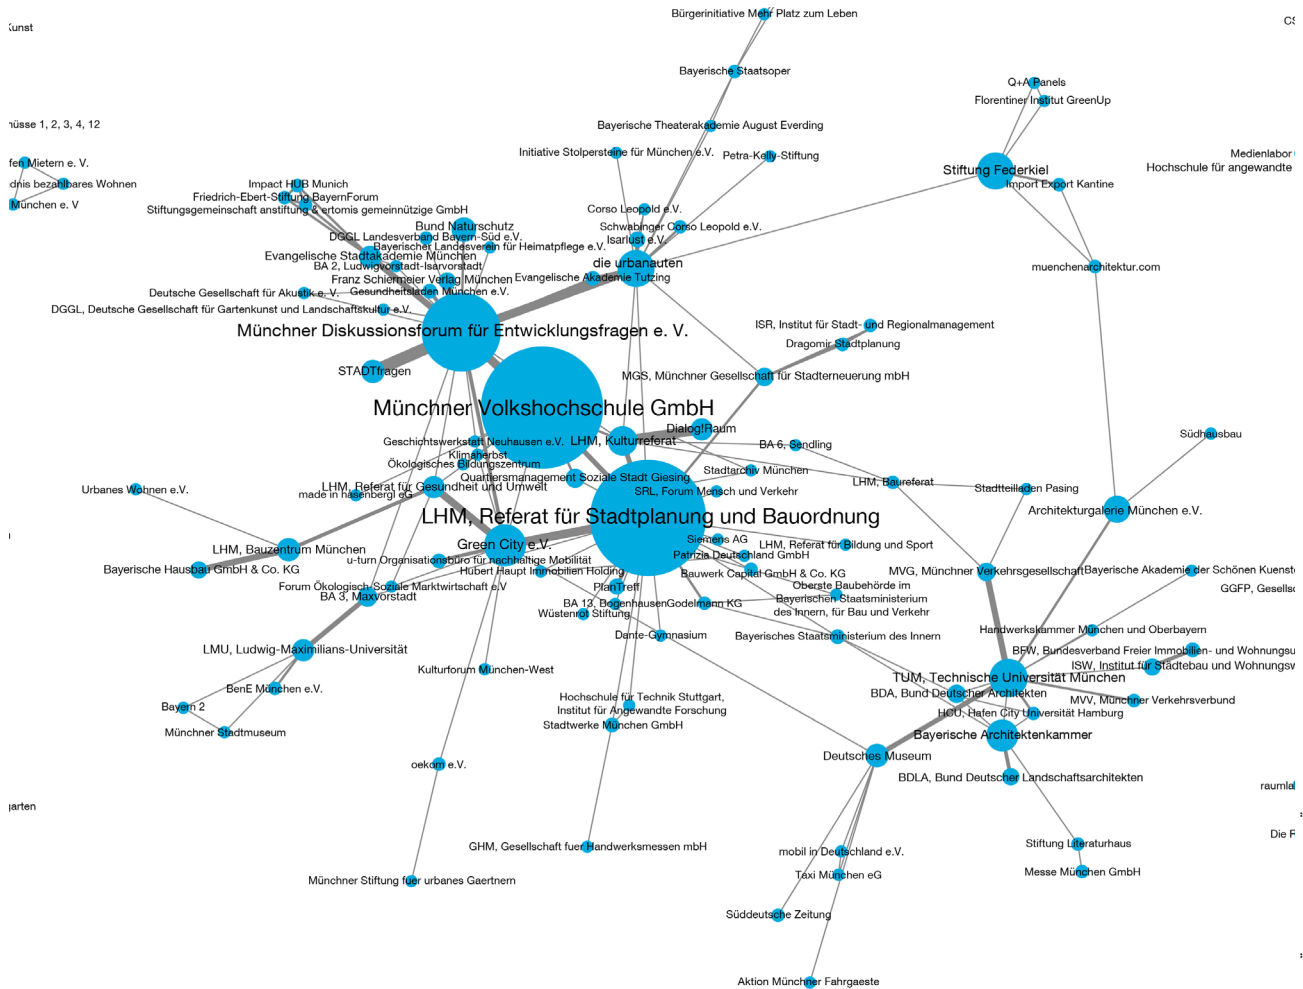 Bürgerinitiative Mehr Platz zum Leben
Kunst
CS
Bayerische Staatsoper
Q+A Panels
Florentiner Institut GreenUp
üsse 1, 2, 3, 4, 12
Bayerische Theaterakademie August Everding
Initiative Stolpersteine für München e.V.
Petra-Kelly-Stiftung
Medienlabor
Hochschule für angewandte
fen Mietern e. V.
Stiftung Federkiel
dnis bezahlbares Wohnen
Impact HUB Munich
Import Export Kantine
Friedrich-Ebert-Stiftung BayernForum
München e. V
Stiftungsgemeinschaft anstiftung & ertomis gemeinnützige GmbH
Corso Leopold e.V.
Bund Naturschutz
Schwabinger Corso Leopold e.V.
DGGL Landesverband Bayern-Süd e.V.
Isarlust e.V.
Bayerischer Landesverein für Heimatpflege e.V.
Evangelische Stadtakademie München
die urbanauten
BA 2, Ludwigvorstadt-Isarvorstadt
muenchenarchitektur.com
Franz Schiermeier Verlag München
Evangelische Akademie Tutzing
Deutsche Gesellschaft für Akustik e. V.
Gesundheitsladen München e.V.
DGGL, Deutsche Gesellschaft für Gartenkunst und Landschaftskultur e.V.
Münchner Diskussionsforum für Entwicklungsfragen e. V.
ISR, Institut für Stadt- und Regionalmanagement
Dragomir Stadtplanung
STADTfragen
MGS, Münchner Gesellschaft für Stadterneuerung mbH
Münchner Volkshochschule GmbH
Dialog!Raum
Südhausbau
Geschichtswerkstatt Neuhausen e.V.
LHM, Kulturreferat
BA 6, Sendling
Klimaherbst
Ökologisches Bildungszentrum
Stadtarchiv München
Quartiersmanagement Soziale Stadt Giesing
LHM, Baureferat
Urbanes Wohnen e.V.
LHM, Referat für Gesundheit und Umwelt
made in hasenbergl eG
SRL, Forum Mensch und Verkehr
Stadtteilladen Pasing
Architekturgalerie München e.V.
LHM, Referat für Stadtplanung und Bauordnung
Siemens AG
Green City e.V.
LHM, Referat für Bildung und Sport
LHM, Bauzentrum München
Patrizia Deutschland GmbH
u-turn Organisationsbüro für nachhaltige Mobilität
Bayerische Hausbau GmbH & Co. KG
Hubert Haupt Immobilien Holding
Bauwerk Capital GmbH & Co. KG
MVG, Münchner Verkehrsgesellschaft
Bayerische Akademie der Schönen Kuenst
Forum Ökologisch-Soziale Marktwirtschaft e.V
PlanTreff
Oberste Baubehörde im
Bayerischen Staatsministerium
des Innern, für Bau und Verkehr
GGFP, Gesellsc
BA 3, Maxvorstadt
BA 13, Bogenhausen
Godelmann KG
Wüstenrot Stiftung
Handwerkskammer München und Oberbayern
Dante-Gymnasium
Bayerisches Staatsministerium des Innern
LMU, Ludwig-Maximilians-Universität
BFW, Bundesverband Freier Immobilien- und Wohnungsu
ISW, Institut für Städtebau und Wohnungsw
Kulturforum München-West
TUM, Technische Universität München
BenE München e.V.
BDA, Bund Deutscher Architekten
MVV, Münchner Verkehrsverbund
Hochschule für Technik Stuttgart,
Institut für Angewandte Forschung
Bayern 2
HCU, Hafen City Universität Hamburg
Stadtwerke München GmbH
Münchner Stadtmuseum
Bayerische Architektenkammer
Deutsches Museum
oekom e.V.
BDLA, Bund Deutscher Landschaftsarchitekten
raumla
garten
Die F
GHM, Gesellschaft fuer Handwerksmessen mbH
Stiftung Literaturhaus
mobil in Deutschland e.V.
Messe München GmbH
Taxi München eG
Münchner Stiftung fuer urbanes Gaertnern
Süddeutsche Zeitung
Aktion Münchner Fahrgaeste